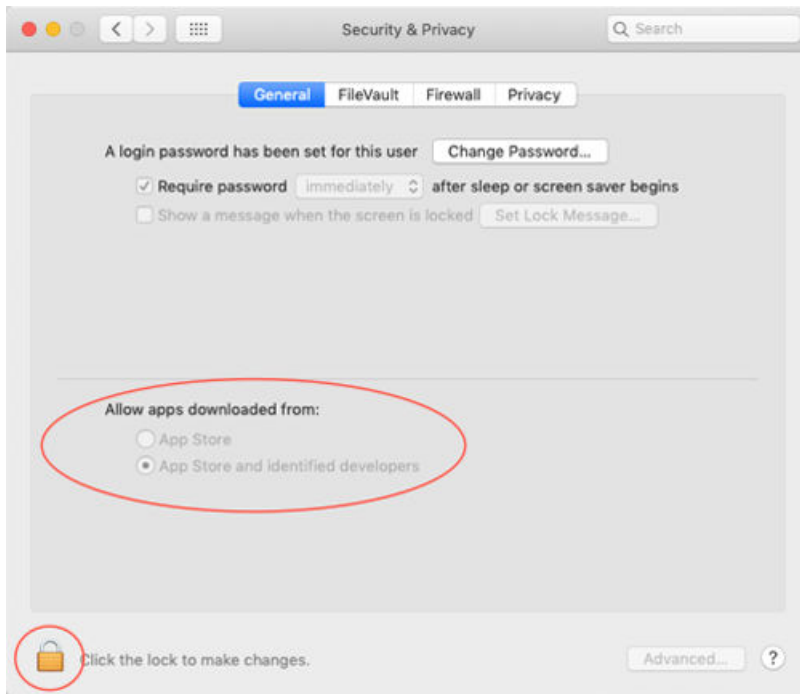 Security & Privacy
Search
General FileVault Firewall Privacy
A login password has been set for this user Change Password...
Require password immediately after sleep or screen saver begins
Show a message when the screen is locked Set Lock Message...
Allow apps downloaded from:
App Store
App Store and identified developers
Click the lock to make changes.
Advanced... ?